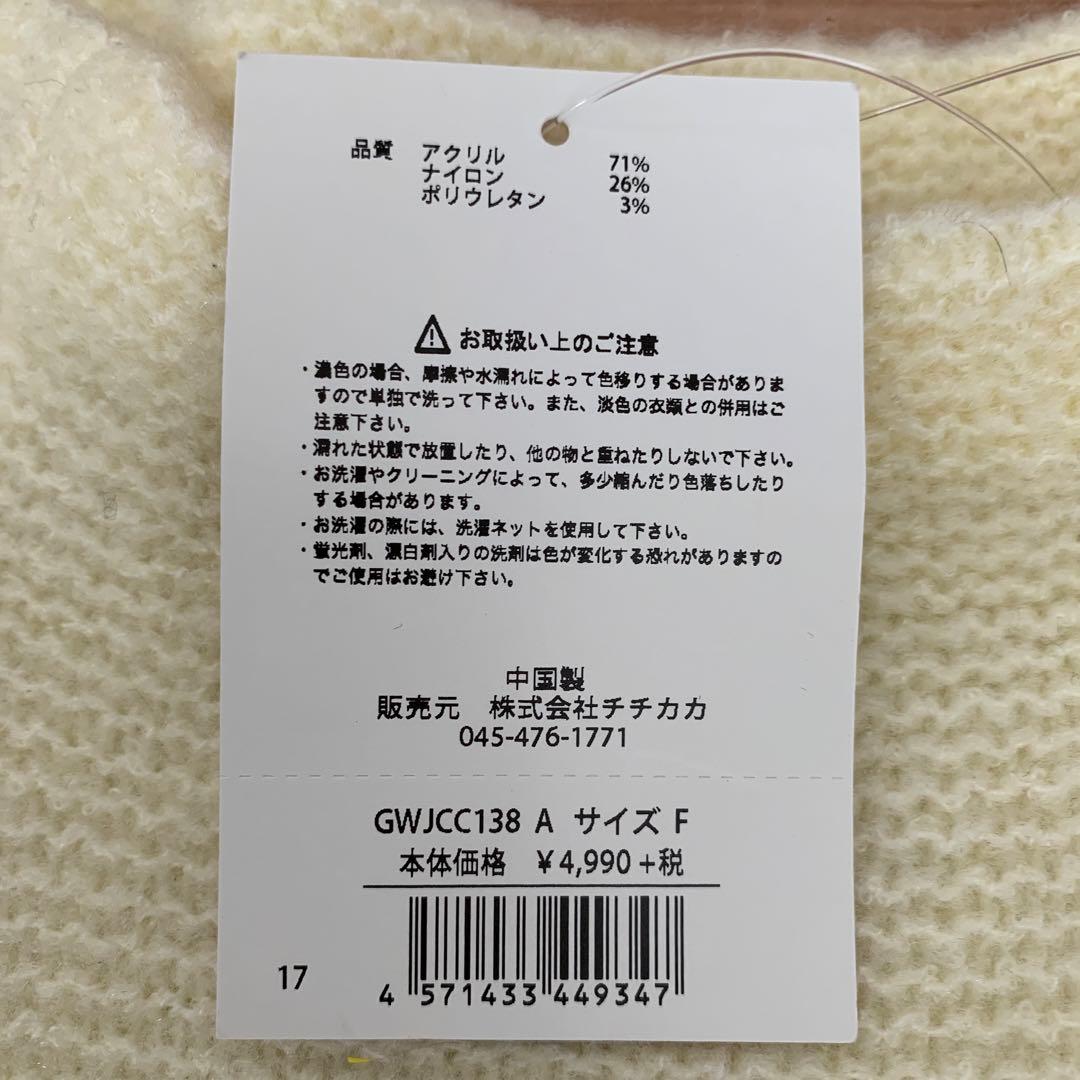 品質 アクリル 71%
ナイロン 26%
ポリウレタン 3%
お取扱い上のご注意
・濃色の場合、摩擦や水濡れによって色移りする場合がありま
すので単独で洗って下さい。また、淡色の衣類との併用はご
注意下さい。
・濡れた状態で放置したり、他の物と重ねたりしないで下さい。
・お洗濯やクリーニングによって、多少縮んだり色落ちしたり
する場合があります。
・お洗濯の際には、洗濯ネットを使用して下さい。
・蛍光剤、漂白剤入りの洗剤は色が変化する恐れがありますの
でご使用はお避け下さい。
中国製
販売元 株式会社チチカカ
045-476-1771
GWJCC138 A サイズ F
本体価格 ¥4,990+税
17
4 571433 449347